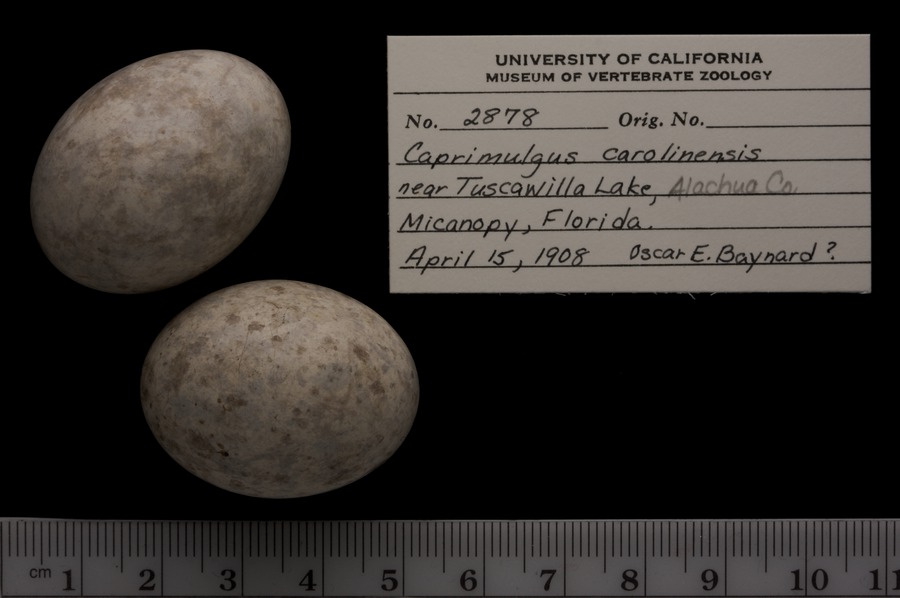 UNIVERSITY OF CALIFORNIA
MUSEUM OF VERTEBRATE ZOOLOGY
No. 2878 Orig. No.
Caprimulgus carolinensis
near Tuscawilla Lake, Alachua Co.
Micanopy, Florida.
April 15, 1908 Oscar E. Baynard ?
cm 1 2 3 4 5 6 7 8 9 10 11